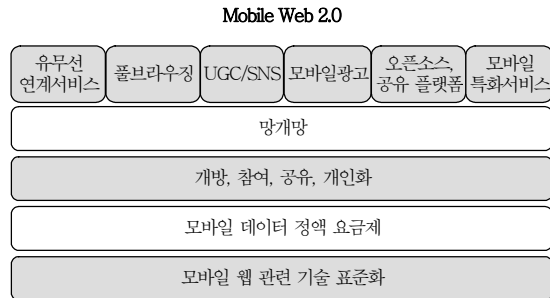 Mobile Web 2.0
유무선
연계서비스
풀브라우징
UGC/SNS
모바일광고
오픈소스,
공유 플랫폼
모바일
특화서비스
망개망
개방, 참여, 공유, 개인화
모바일 데이터 정액 요금제
모바일 웹 관련 기술 표준화